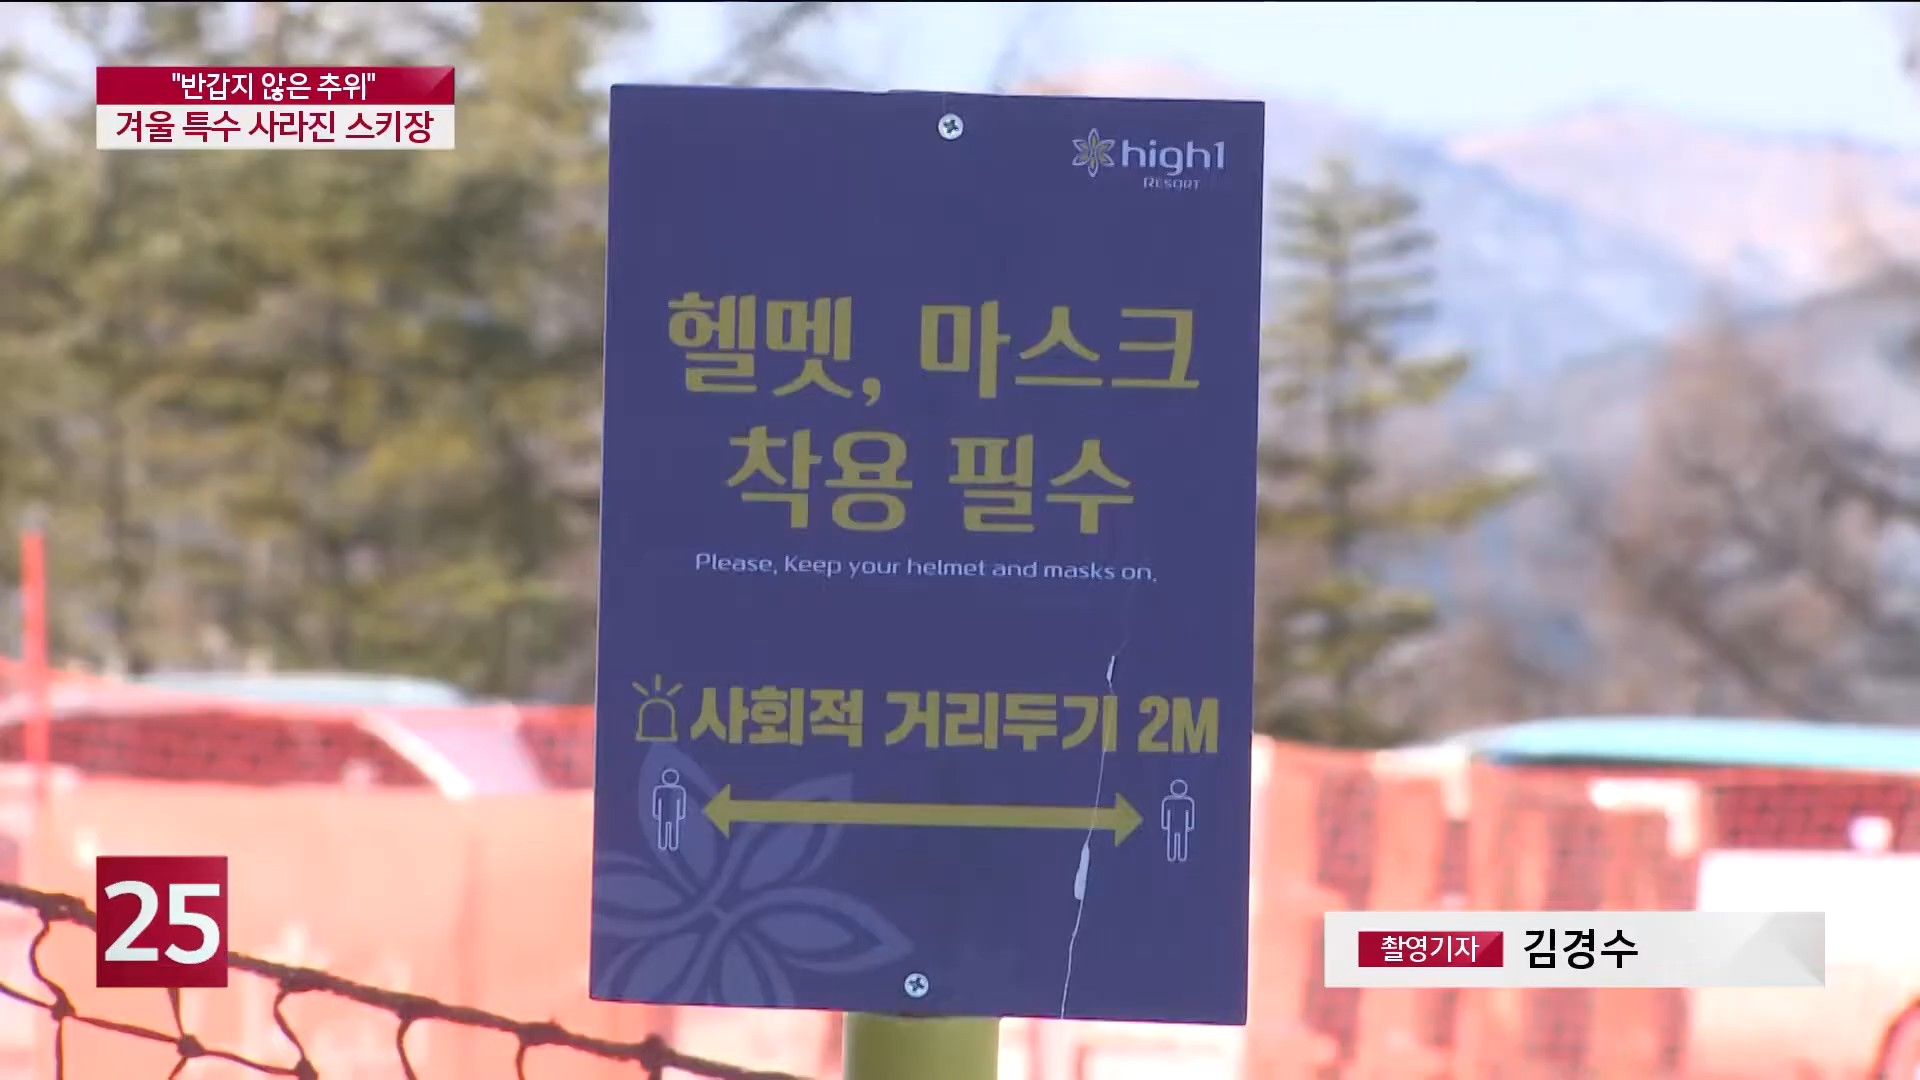 "반갑지 않은 추위"
겨울 특수 사라진 스키장
high1
RESORT
헬멧, 마스크
착용 필수
Please, Keep your helmet and masks on,
사회적 거리두기 2M
25
촬영기자 김경수